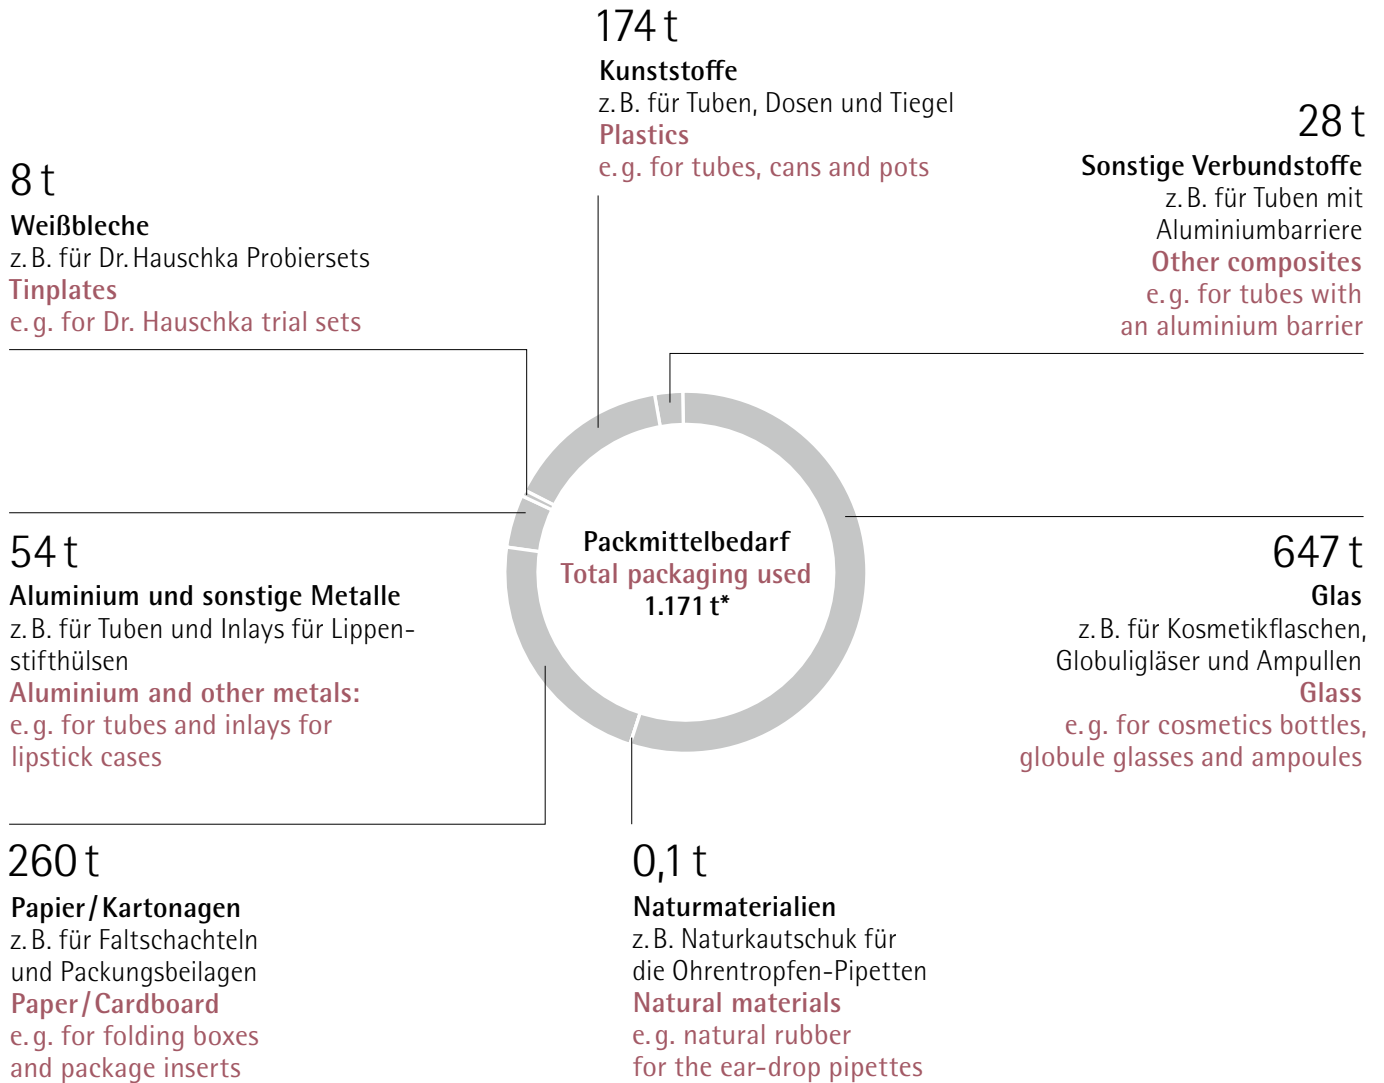 174 t
Kunststoffe
z. B. für Tuben, Dosen und Tiegel
Plastics
e. g. for tubes, cans and pots
28 t
Sonstige Verbundstoffe
z. B. für Tuben mit
Aluminiumbarriere
Other composites
e. g. for tubes with
an aluminium barrier
8 t
Weißbleche
z. B. für Dr. Hauschka Probiersets
Tinplates
e. g. for Dr. Hauschka trial sets
Packmittelbedarf
Total packaging used
1.171 t*
54 t
Aluminium und sonstige Metalle
z. B. für Tuben und Inlays für Lippen-
stifthülsen
Aluminium and other metals:
e. g. for tubes and inlays for
lipstick cases
647 t
Glas
z. B. für Kosmetikflaschen,
Globuligläser und Ampullen
Glass
e. g. for cosmetics bottles,
globule glasses and ampoules
260 t
Papier / Kartonagen
z. B. für Faltschachteln
und Packungsbeilagen
Paper / Cardboard
e. g. for folding boxes
and package inserts
0,1 t
Naturmaterialien
z. B. Naturkautschuk für
die Ohrentropfen-Pipetten
Natural materials
e. g. natural rubber
for the ear-drop pipettes